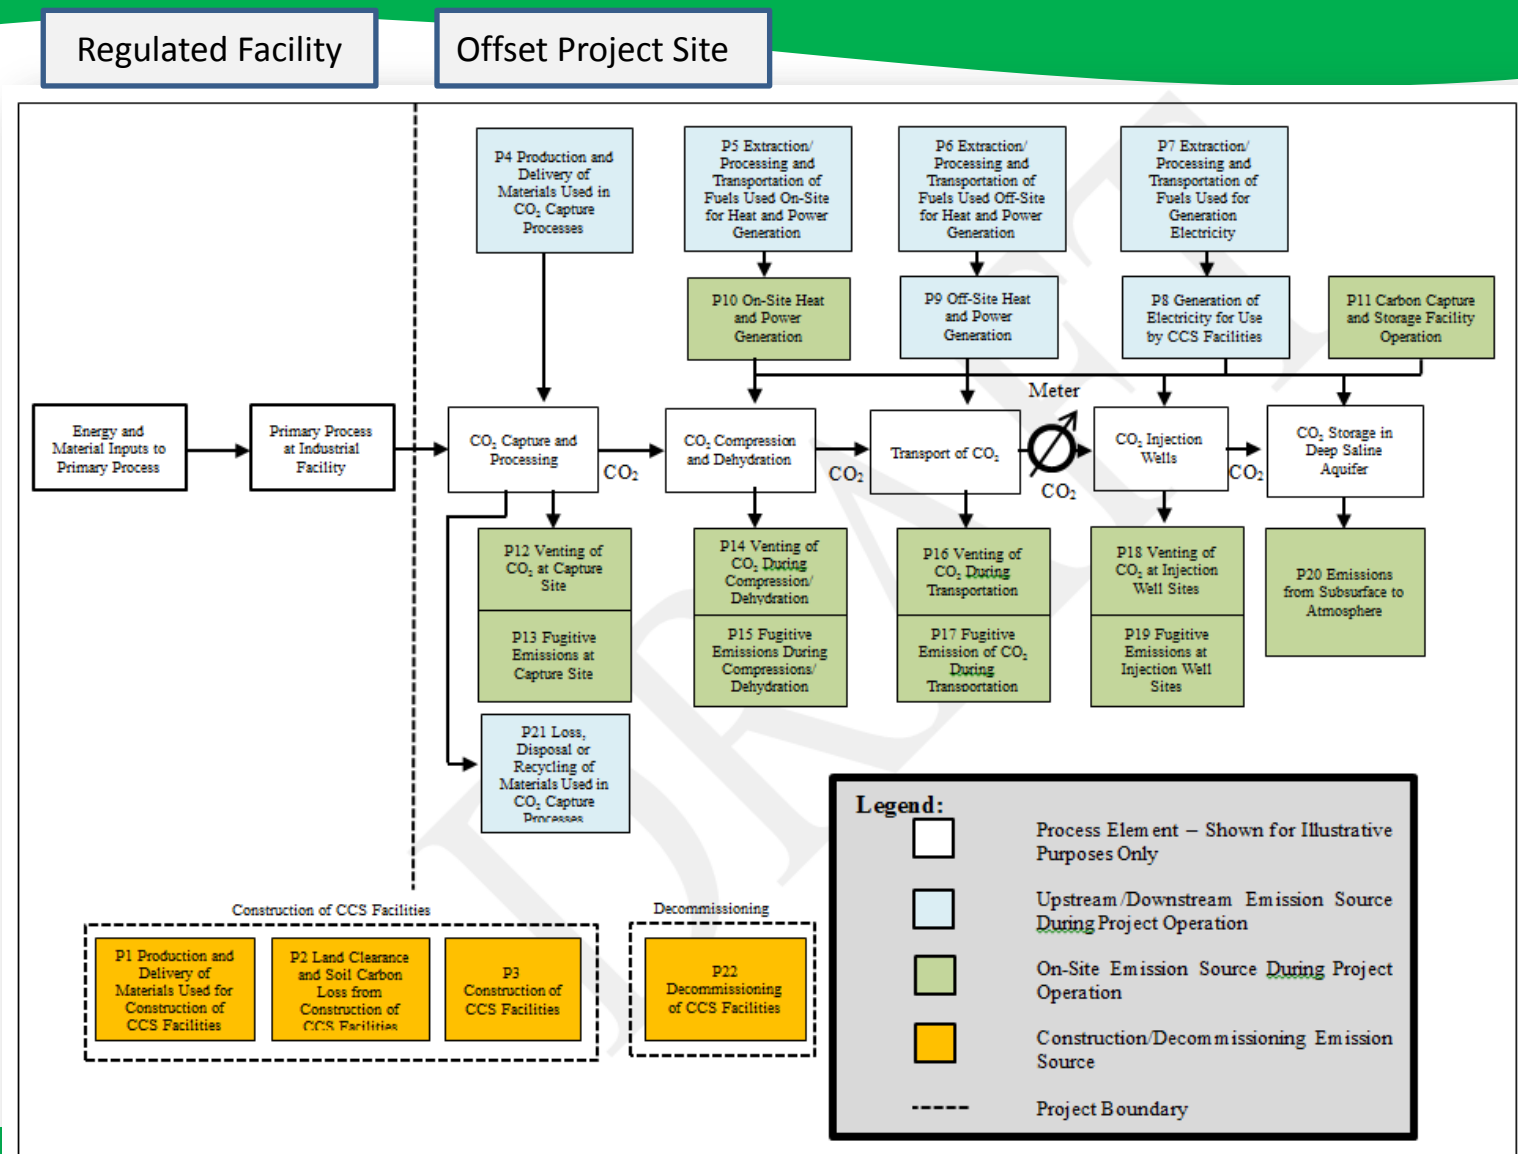 Regulated Facility
Offset Project Site
P4 Production and
Delivery of
Materials Used in
CO₂ Capture
Processes
P5 Extraction/
Processing and
Transportation of
Fuels Used On-Site
for Heat and Power
Generation
P6 Extraction/
Processing and
Transportation of
Fuels Used Off-Site
for Heat and Power
Generation
P7 Extraction/
Processing and
Transportation of
Fuels Used for
Generation
Electricity
P10 On-Site Heat
and Power
Generation
P9 Off-Site Heat
and Power
Generation
P8 Generation of
Electricity for Use
by CCS Facilities
P11 Carbon Capture
and Storage Facility
Operation
Meter
Energy and
Material Inputs to
Primary Process
Primary Process
at Industrial
Facility
CO₂ Capture and
Processing
CO₂
CO₂ Compression
and Dehydration
CO₂
Transport of CO₂
CO₂
CO₂ Injection
Wells
CO₂
CO₂ Storage in
Deep Saline
Aquifer
P12 Venting of
CO₂ at Capture
Site
P13 Fugitive
Emissions at
Capture Site
P14 Venting of
CO₂ During
Compression/
Dehydration
P15 Fugitive
Emissions During
Compressions/
Dehydration
P16 Venting of
CO₂ During
Transportation
P17 Fugitive
Emission of CO₂
During
Transportation
P18 Venting of
CO₂ at Injection
Well Sites
P19 Fugitive
Emissions at
Injection Well
Sites
P20 Emissions
from Subsurface to
Atmosphere
P21 Loss,
Disposal or
Recycling of
Materials Used in
CO₂ Capture
Processes
DRAFT
Construction of CCS Facilities
P1 Production and
Delivery of
Materials Used for
Construction of
CCS Facilities
P2 Land Clearance
and Soil Carbon
Loss from
Construction of
CCS Facilities
P3
Construction of
CCS Facilities
Decommissioning
P22
Decommissioning
of CCS Facilities
Legend:
Process Element – Shown for Illustrative
Purposes Only
Upstream/Downstream Emission Source
During Project Operation
On-Site Emission Source During Project
Operation
Construction/Decommissioning Emission
Source
Project Boundary